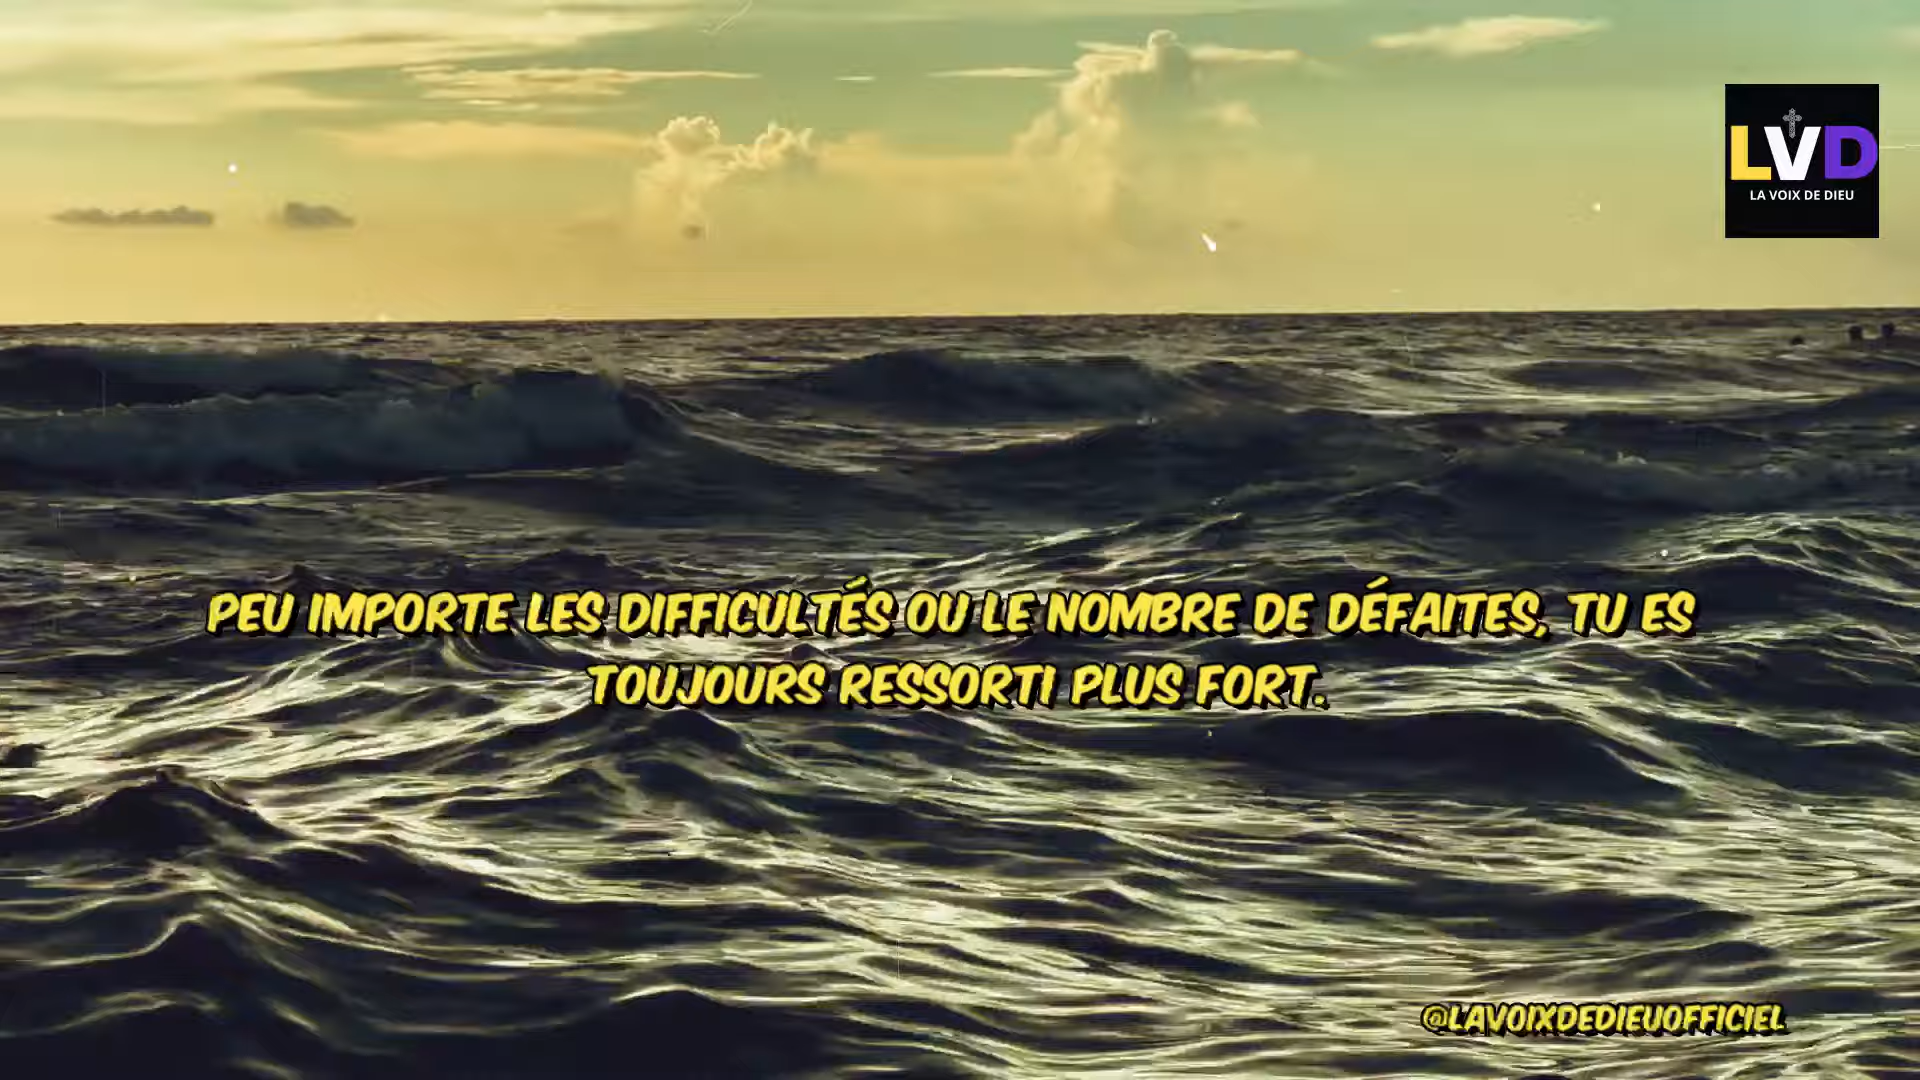 LVD
LA VOIX DE DIEU
PEU IMPORTE LES DIFFICULTÉS OU LE NOMBRE DE DÉFAITES, TU ES
TOUJOURS RESSORTI PLUS FORT.
@LAVOIXDEDIEUOFFICIEL